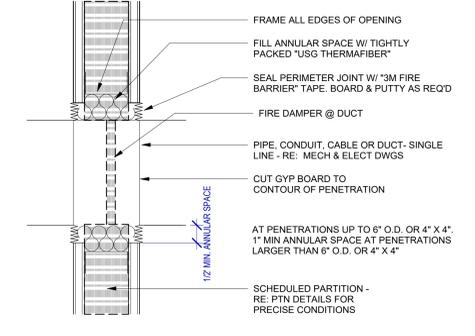 FRAME ALL EDGES OF OPENING
FILL ANNULAR SPACE W/ TIGHTLY
PACKED "USG THERMAFIBER"
SEAL PERIMETER JOINT W/ "3M FIRE
BARRIER" TAPE. BOARD & PUTTY AS REQ'D
FIRE DAMPER @ DUCT
PIPE, CONDUIT, CABLE OR DUCT- SINGLE
LINE - RE: MECH & ELECT DWGS
CUT GYP BOARD TO
CONTOUR OF PENETRATION
1/2' MIN. ANNULAR SPACE
AT PENETRATIONS UP TO 6" O.D. OR 4" X 4".
1" MIN ANNULAR SPACE AT PENETRATIONS
LARGER THAN 6" O.D. OR 4" X 4"
SCHEDULED PARTITION -
RE: PTN DETAILS FOR
PRECISE CONDITIONS